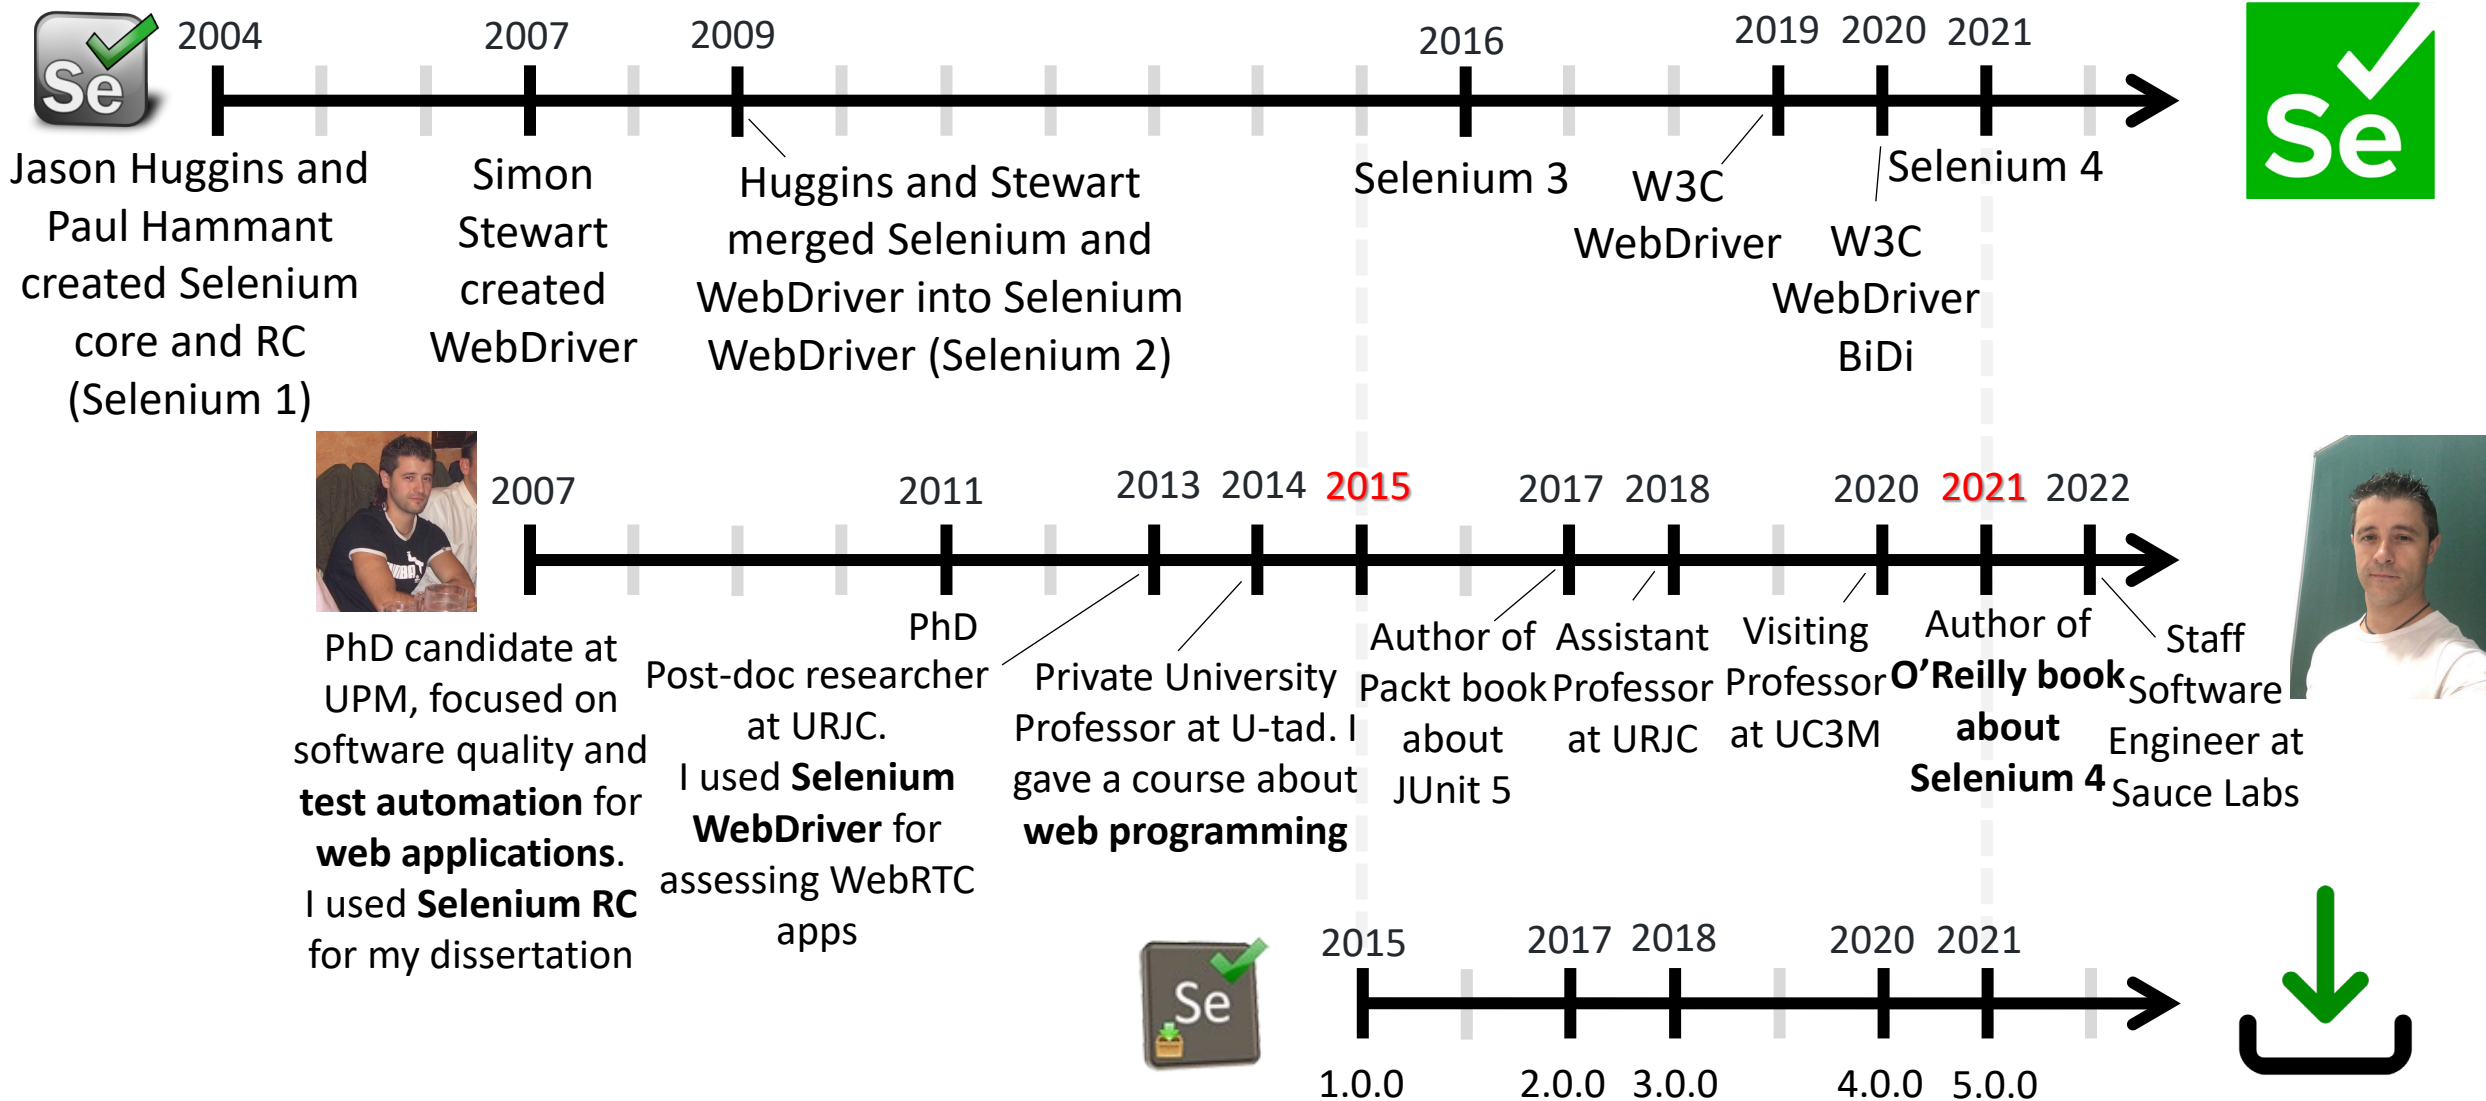 Se
2004
2007
2009
2016
2019
2020
2021
Se
Jason Huggins and
Paul Hammant
created Selenium
core and RC
(Selenium 1)
Simon
Stewart
created
WebDriver
Huggins and Stewart
merged Selenium and
WebDriver into Selenium
WebDriver (Selenium 2)
Selenium 3
W3C
WebDriver
W3C
WebDriver
BiDi
Selenium 4
2007
2011
2013
2014
2015
2017
2018
2020
2021
2022
PhD candidate at
UPM, focused on
software quality and
test automation for
web applications.
I used Selenium RC
for my dissertation
PhD
Post-doc researcher
at URJC.
I used Selenium
WebDriver for
assessing WebRTC
apps
Private University
Professor at U-tad. I
gave a course about
web programming
Author of
Packt book
about
JUnit 5
Assistant
Professor
at URJC
Visiting
Professor
at UC3M
Author of
O’Reilly book
about
Selenium 4
Staff
Software
Engineer at
Sauce Labs
Se
2015
2017
2018
2020
2021
1.0.0
2.0.0
3.0.0
4.0.0
5.0.0